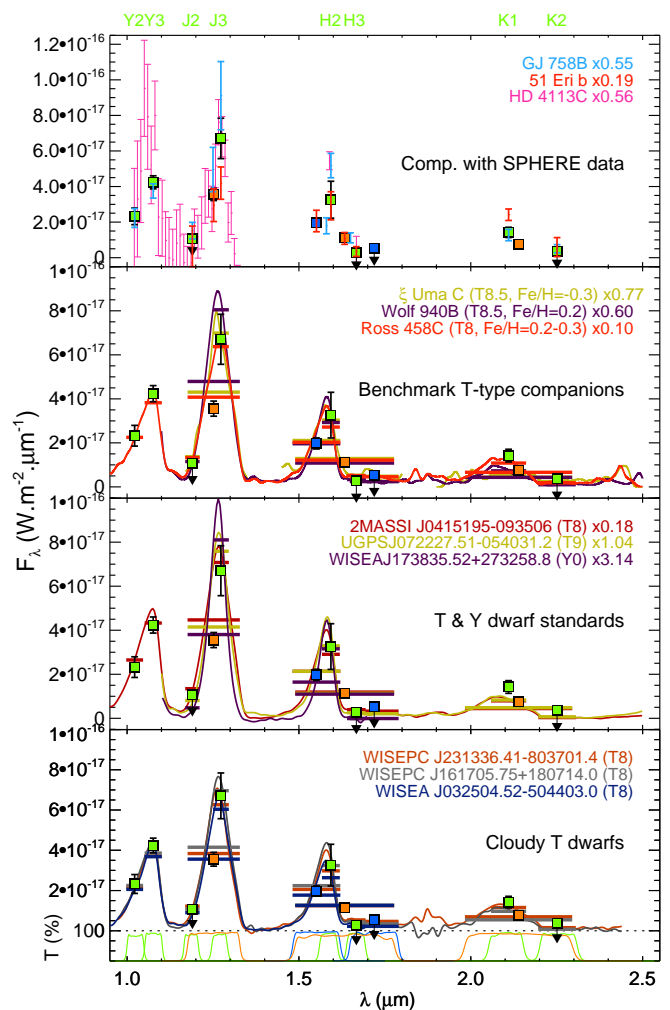 Y2 Y3 J2 J3 H2 H3 K1 K2
1.2•10⁻¹⁶
1.0•10⁻¹⁶
8.0•10⁻¹⁷
6.0•10⁻¹⁷
4.0•10⁻¹⁷
2.0•10⁻¹⁷
0
GJ 758B x0.55
51 Eri b x0.19
HD 4113C x0.56
Comp. with SPHERE data
1•10⁻¹⁶
8•10⁻¹⁷
6•10⁻¹⁷
4•10⁻¹⁷
2•10⁻¹⁷
0
ξ Uma C (T8.5, Fe/H=-0.3) x0.77
Wolf 940B (T8.5, Fe/H=0.2) x0.60
Ross 458C (T8, Fe/H=0.2-0.3) x0.10
Benchmark T-type companions
Fλ (W.m⁻².μm⁻¹)
1•10⁻¹⁶
8•10⁻¹⁷
6•10⁻¹⁷
4•10⁻¹⁷
2•10⁻¹⁷
0
2MASSI J0415195-093506 (T8) x0.18
UGPSJ072227.51-054031.2 (T9) x1.04
WISEAJ173835.52+273258.8 (Y0) x3.14
T & Y dwarf standards
1•10⁻¹⁶
8•10⁻¹⁷
6•10⁻¹⁷
4•10⁻¹⁷
2•10⁻¹⁷
100
WISEPC J231336.41-803701.4 (T8)
WISEPC J161705.75+180714.0 (T8)
WISEA J032504.52-504403.0 (T8)
Cloudy T dwarfs
T (%)
1.0 1.5 2.0 2.5
λ (μm)